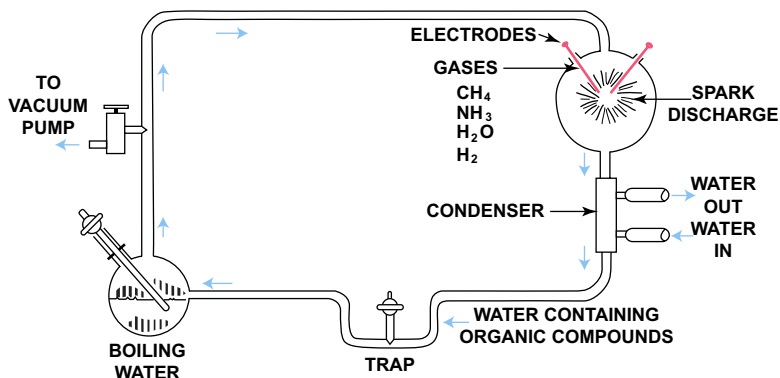 ELECTRODES
GASES
CH₄
NH₃
H₂O
H₂
SPARK
DISCHARGE
TO
VACUUM
PUMP
CONDENSER
WATER
OUT
WATER
IN
WATER CONTAINING
ORGANIC COMPOUNDS
TRAP
BOILING
WATER